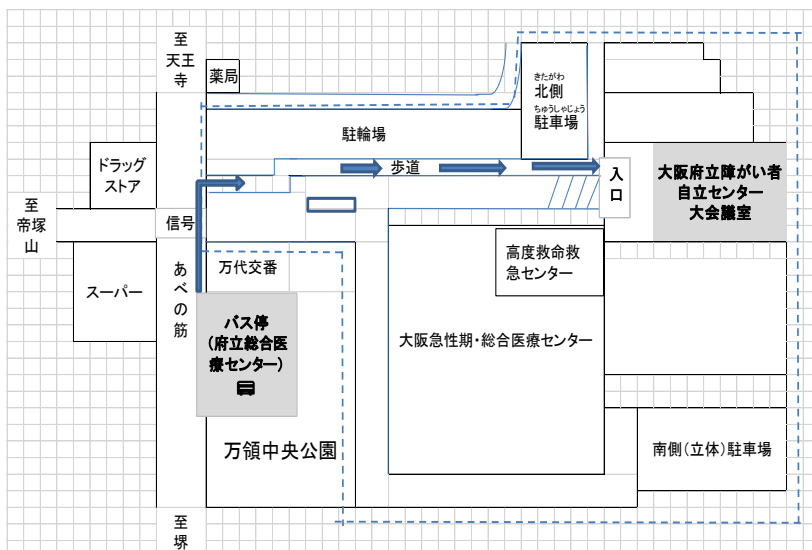 至
天王
寺
薬局
きたがわ
北側
ちゅうしゃじょう
駐車場
駐輪場
ドラッグ
ストア
歩道
入
口
大阪府立障がい者
自立センター
大会議室
至
帝塚
山
信号
あべの筋
万代交番
高度救命救
急センター
スーパー
バス停
(府立総合医
療センター)
大阪急性期・総合医療センター
万領中央公園
南側(立体)駐車場
至
堺